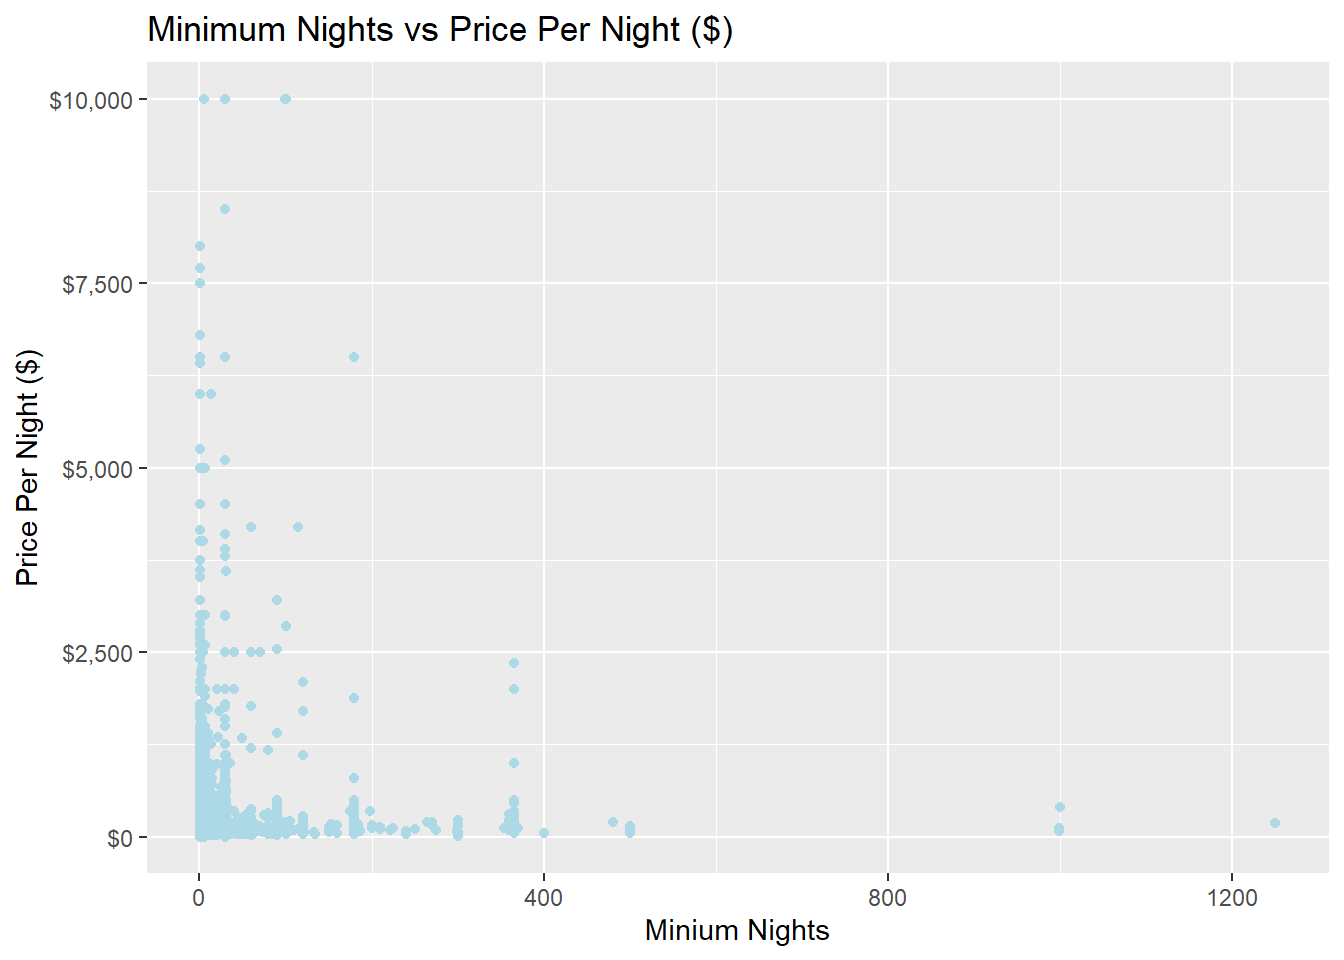 Minimum Nights vs Price Per Night ($)
Price Per Night ($)
$10,000
$7,500
$5,000
$2,500
$0
0 400 800 1200
Minium Nights